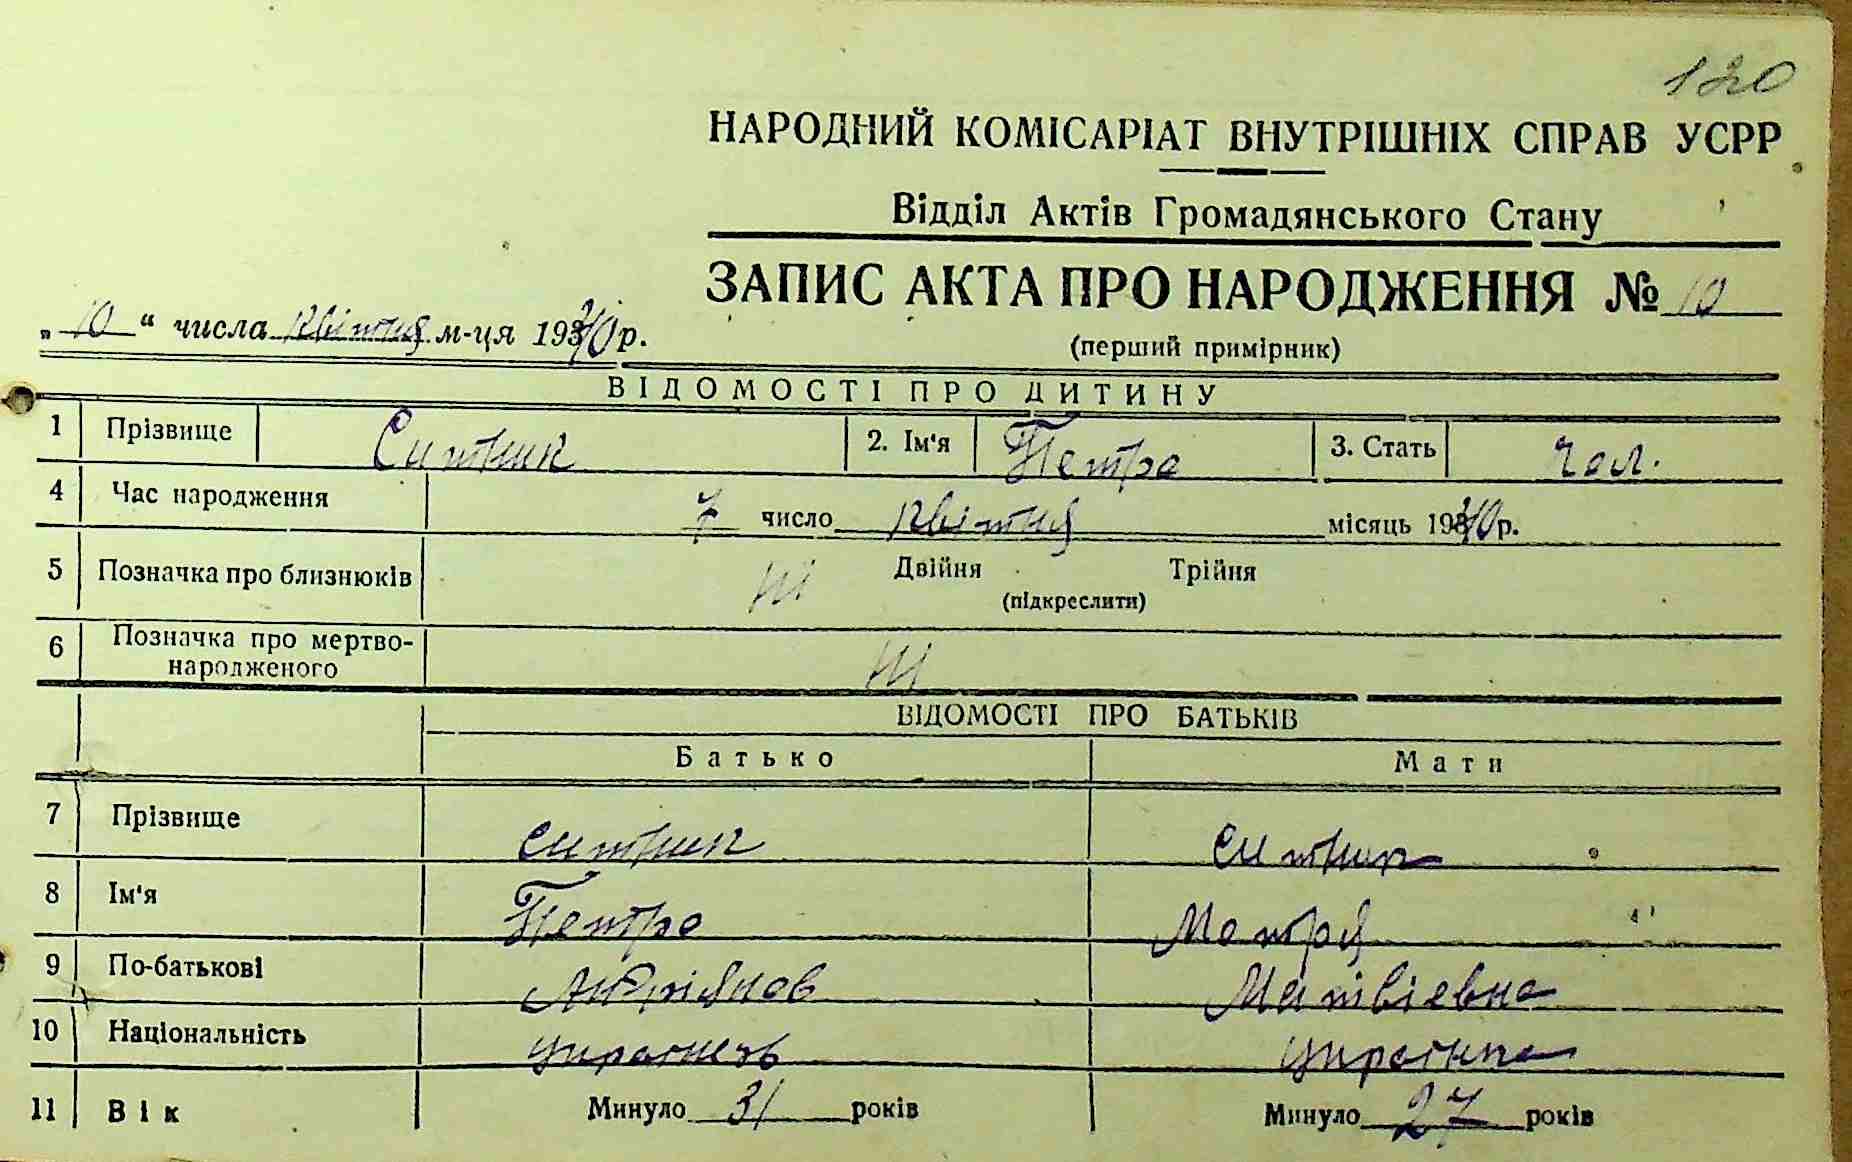 120
НАРОДНИЙ КОМІСАРІАТ ВНУТРІШНІХ СПРАВ УСРР
Відділ Актів Громадянського Стану
ЗАПИС АКТА ПРО НАРОДЖЕННЯ № 10
„ 10 “ числа квітня м-ця 1940 р.
(перший примірник)
ВІДОМОСТІ ПРО ДИТИНУ
1 Прізвище Ситник 2. Ім'я Петро 3. Стать Чол.
4 Час народження 7 число квітня місяць 1940 р.
5 Позначка про близнюків Ні Двійня Трійня
(підкреслити)
6 Позначка про мертво-
народженого Ні
ВІДОМОСТІ ПРО БАТЬКІВ
Батько Мати
7 Прізвище Ситник Ситник
8 Ім'я Петро Мотря
9 По-батькові Андріянов Матвіевна
10 Національність українець українка
11 Вік Минуло 31 років Минуло 27 років